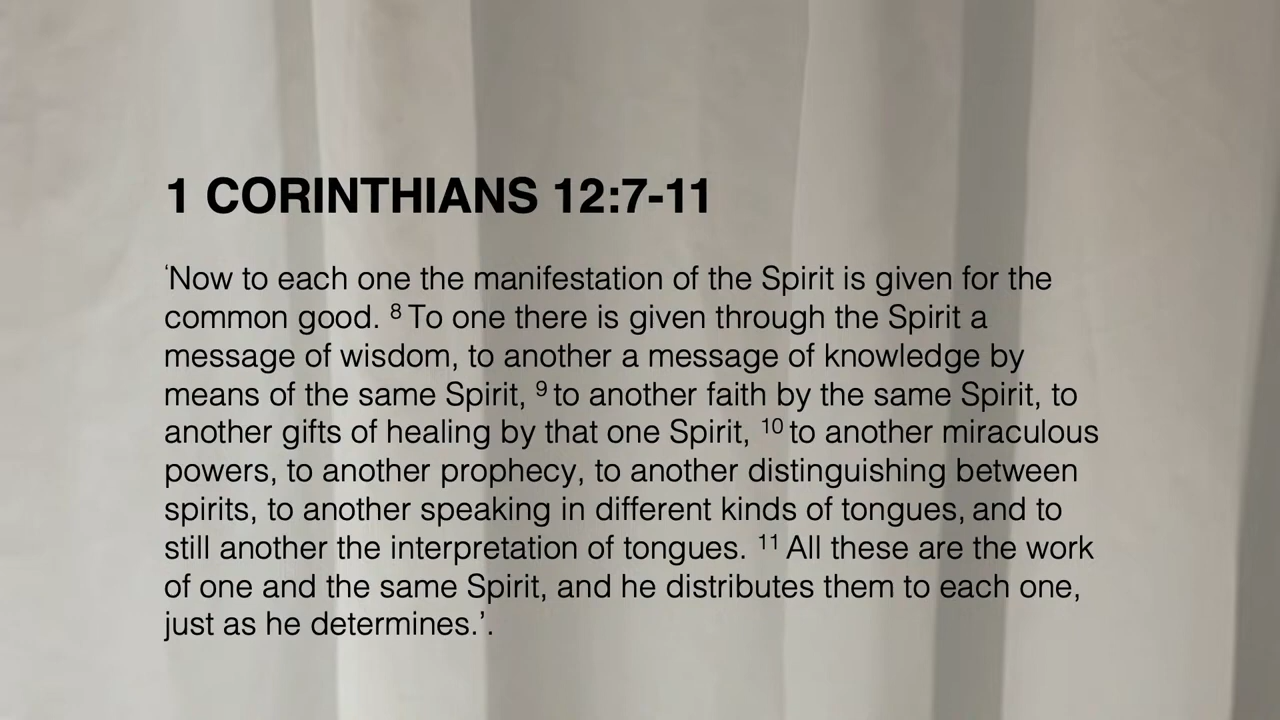 1 CORINTHIANS 12:7-11
‘Now to each one the manifestation of the Spirit is given for the
common good. ⁸ To one there is given through the Spirit a
message of wisdom, to another a message of knowledge by
means of the same Spirit, ⁹ to another faith by the same Spirit, to
another gifts of healing by that one Spirit, ¹⁰ to another miraculous
powers, to another prophecy, to another distinguishing between
spirits, to another speaking in different kinds of tongues, and to
still another the interpretation of tongues. ¹¹ All these are the work
of one and the same Spirit, and he distributes them to each one,
just as he determines.’.